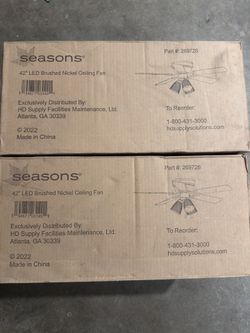 seasons®
42" LED Brushed Nickel Ceiling Fan
Part #: 269726
Exclusively Distributed By:
HD Supply Facilities Maintenance, Ltd.
Atlanta, GA 30339
To Reorder:
1-800-431-3000
hdsupplysolutions.com
© 2022
Made in China
seasons®
42" LED Brushed Nickel Ceiling Fan
Part #: 269726
Exclusively Distributed By:
HD Supply Facilities Maintenance, Ltd.
Atlanta, GA 30339
To Reorder:
1-800-431-3000
hdsupplysolutions.com
© 2022
Made in China